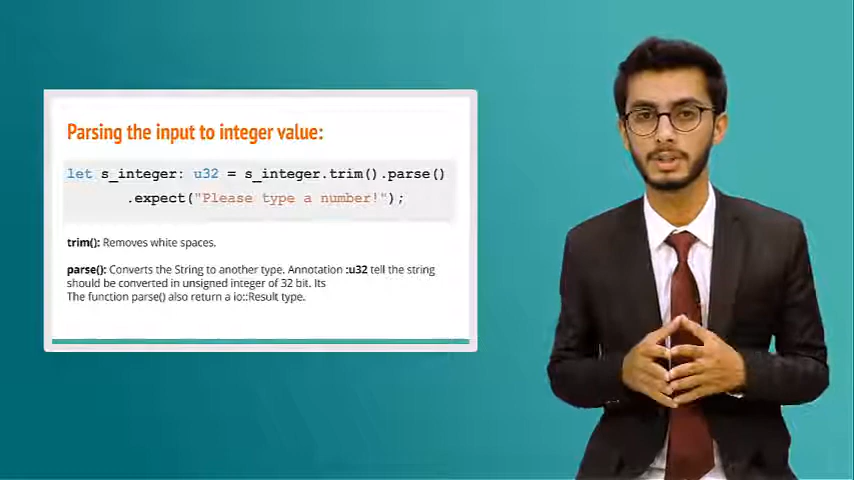 Parsing the input to integer value:
let s_integer: u32 = s_integer.trim().parse()
.expect("Please type a number!");
trim(): Removes white spaces.
parse(): Converts the String to another type. Annotation :u32 tell the string
should be converted in unsigned integer of 32 bit. Its
The function parse() also return a io::Result type.